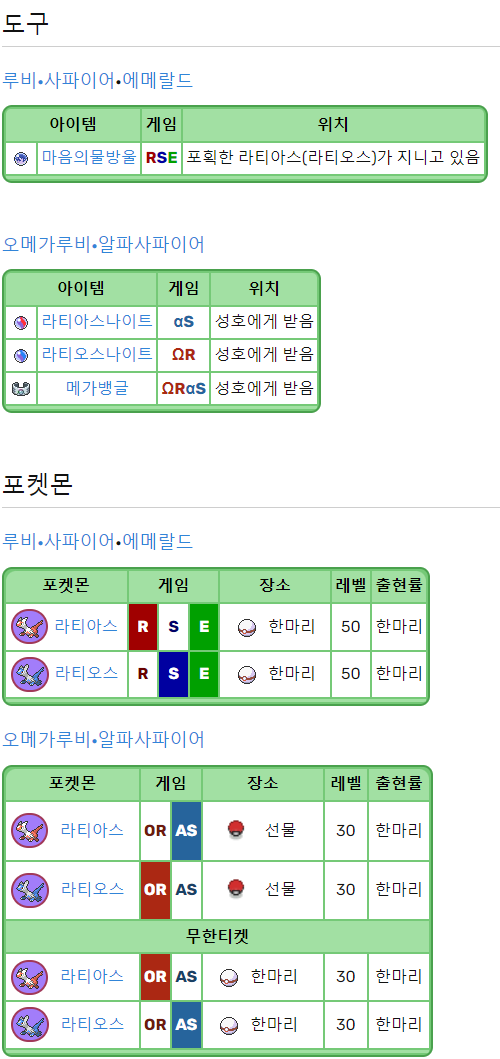 도구
루비•사파이어•에메랄드
아이템 게임 위치
마음의물방울 RSE 포획한 라티아스(라티오스)가 지니고 있음
오메가루비•알파사파이어
아이템 게임 위치
라티아스나이트 αS 성호에게 받음
라티오스나이트 ΩR 성호에게 받음
메가뱅글 ΩRαS 성호에게 받음
포켓몬
루비•사파이어•에메랄드
포켓몬 게임 장소 레벨 출현률
라티아스 R S E 한마리 50 한마리
라티오스 R S E 한마리 50 한마리
오메가루비•알파사파이어
포켓몬 게임 장소 레벨 출현률
라티아스 OR AS 선물 30 한마리
라티오스 OR AS 선물 30 한마리
무한티켓
라티아스 OR AS 한마리 30 한마리
라티오스 OR AS 한마리 30 한마리